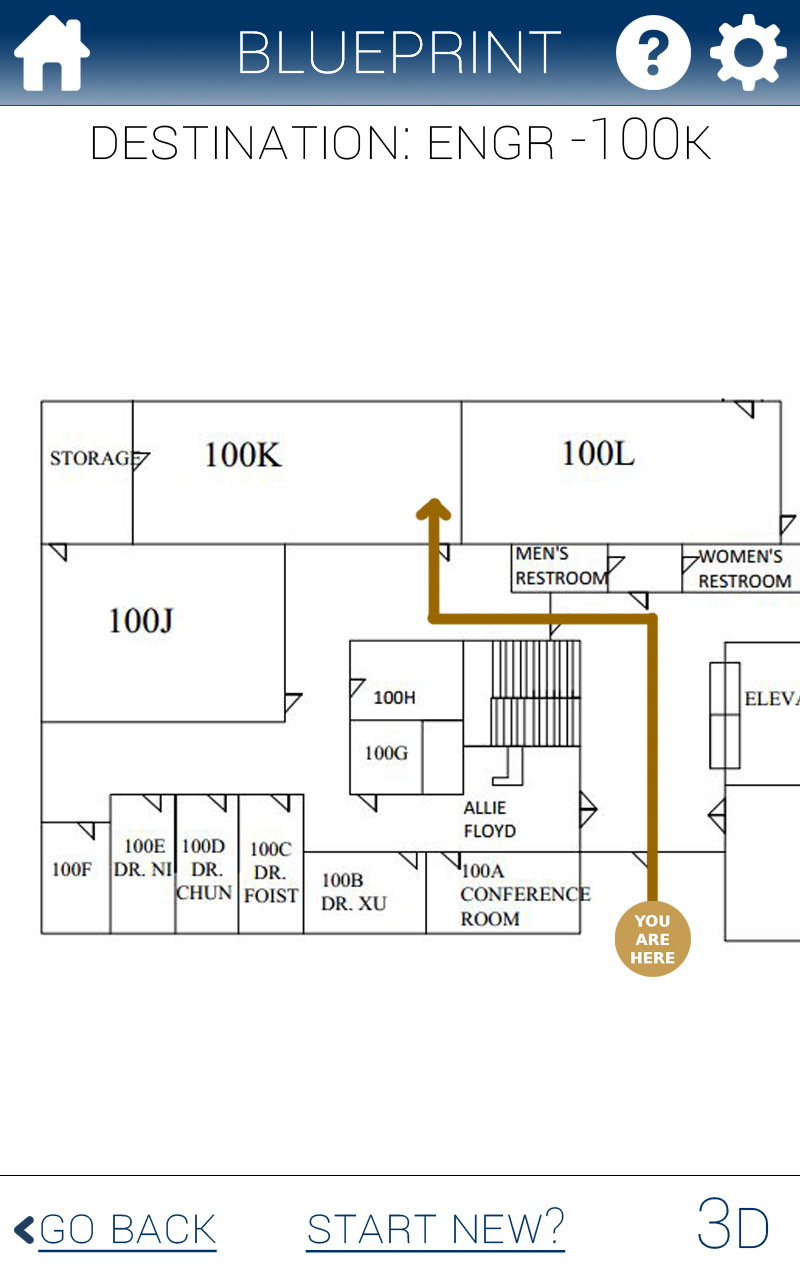 BLUEPRINT
?
DESTINATION: ENGR -100K
STORAGE
100K
100L
MEN'S
RESTROOM
WOMEN'S
RESTROOM
100J
100H
100G
ELEVA
ALLIE
FLOYD
100F
100E
DR. NI
100D
DR.
CHUN
100C
DR.
FOIST
100B
DR. XU
100A
CONFERENCE
ROOM
YOU
ARE
HERE
GO BACK
START NEW?
3D